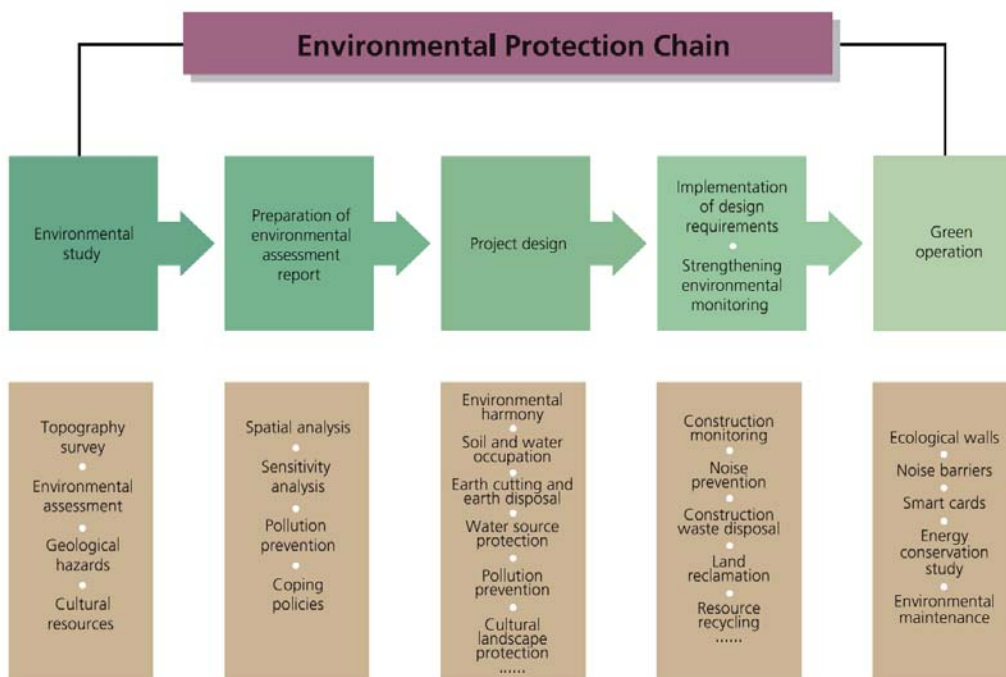 Environmental Protection Chain
Environmental
study
Preparation of
environmental
assessment
report
Project design
Implementation
of design
requirements
Strengthening
environmental
monitoring
Green
operation
Topography
survey
Environmental
assessment
Geological
hazards
Cultural
resources
Spatial analysis
Sensitivity
analysis
Pollution
prevention
Coping
policies
Environmental
harmony
Soil and water
occupation
Earth cutting and
earth disposal
Water source
protection
Pollution
prevention
Cultural
landscape
protection
......
Construction
monitoring
Noise
prevention
Construction
waste disposal
Land
reclamation
Resource
recycling
......
Ecological walls
Noise barriers
Smart cards
Energy
conservation
study
Environmental
maintenance